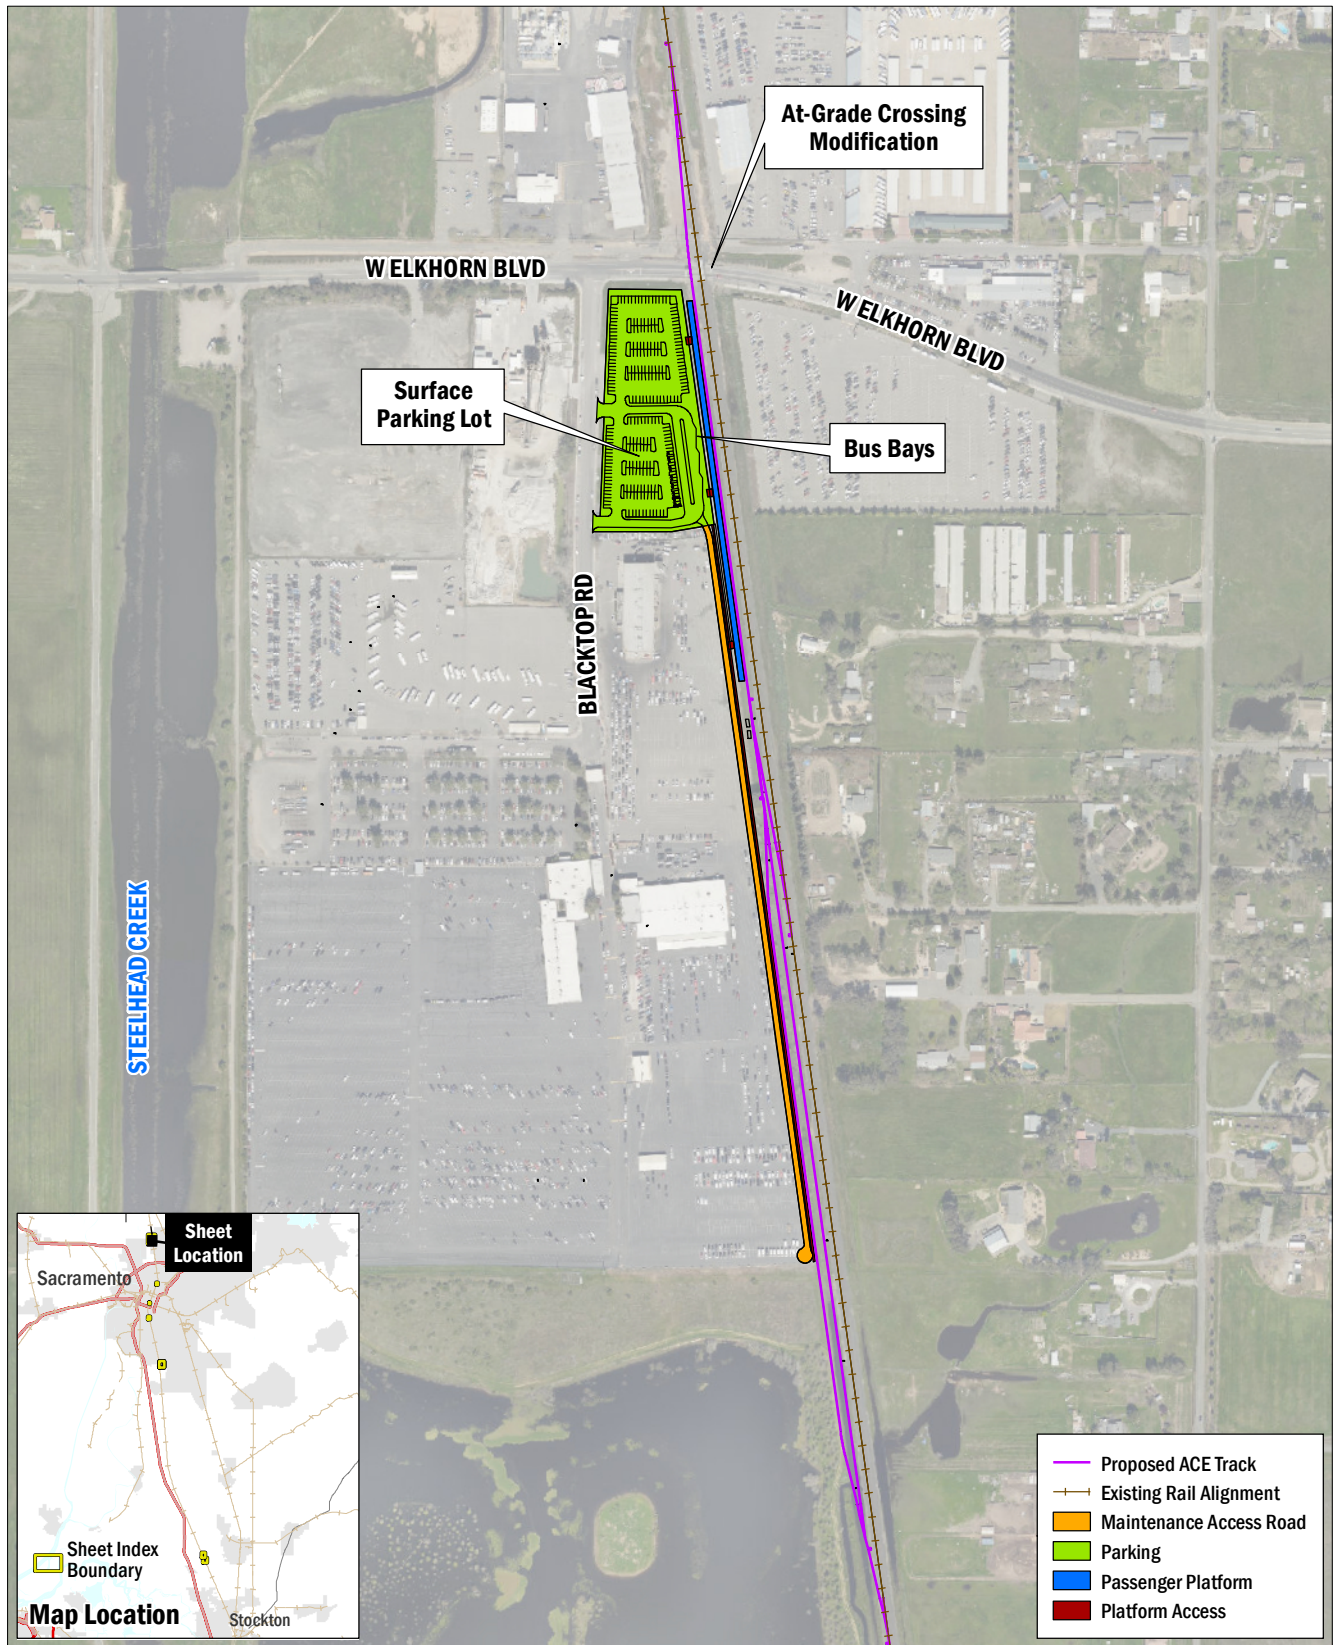 At-Grade Crossing
Modification
W ELKHORN BLVD
W ELKHORN BLVD
Surface
Parking Lot
Bus Bays
BLACKTOP RD
STEELHEAD CREEK
Sheet
Location
Sacramento
Sheet Index
Boundary
Map Location
Stockton
Proposed ACE Track
Existing Rail Alignment
Maintenance Access Road
Parking
Passenger Platform
Platform Access